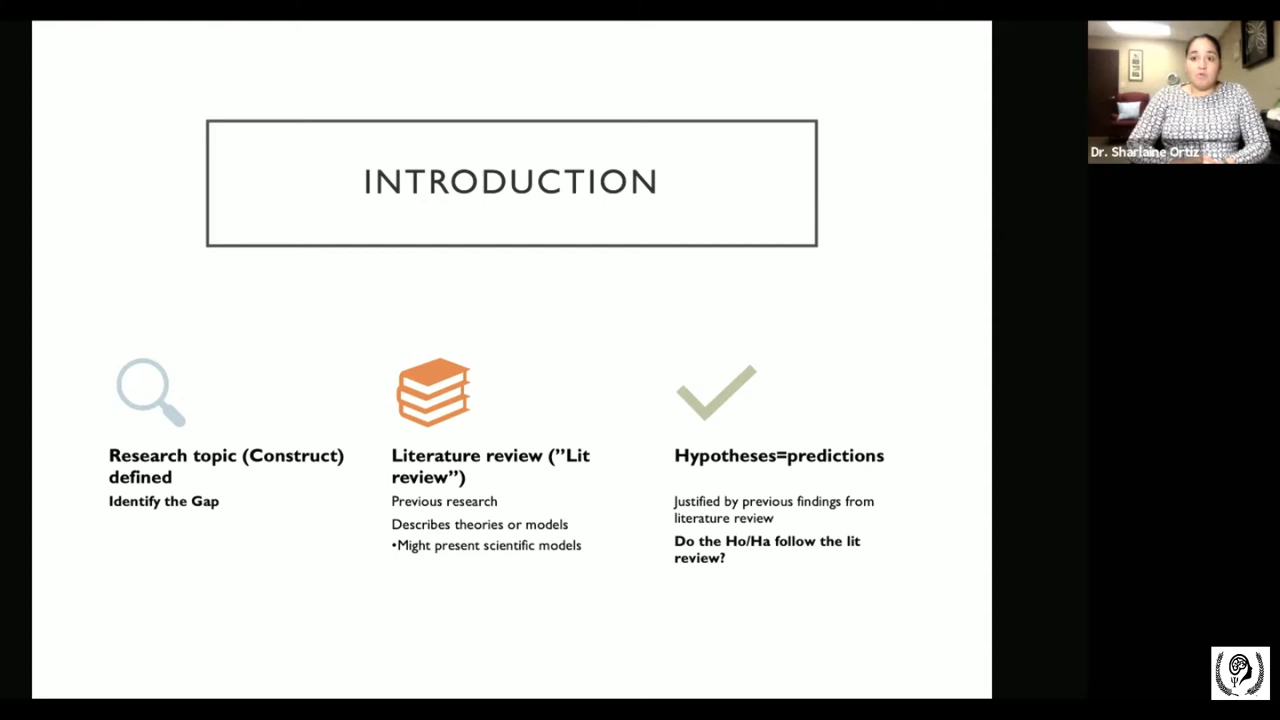 INTRODUCTION
Research topic (Construct)
defined
Identify the Gap
Literature review (”Lit
review”)
Previous research
Describes theories or models
•Might present scientific models
Hypotheses=predictions
Justified by previous findings from
literature review
Do the Ho/Ha follow the lit
review?
Dr. Sharlaine Ortiz
Ψ